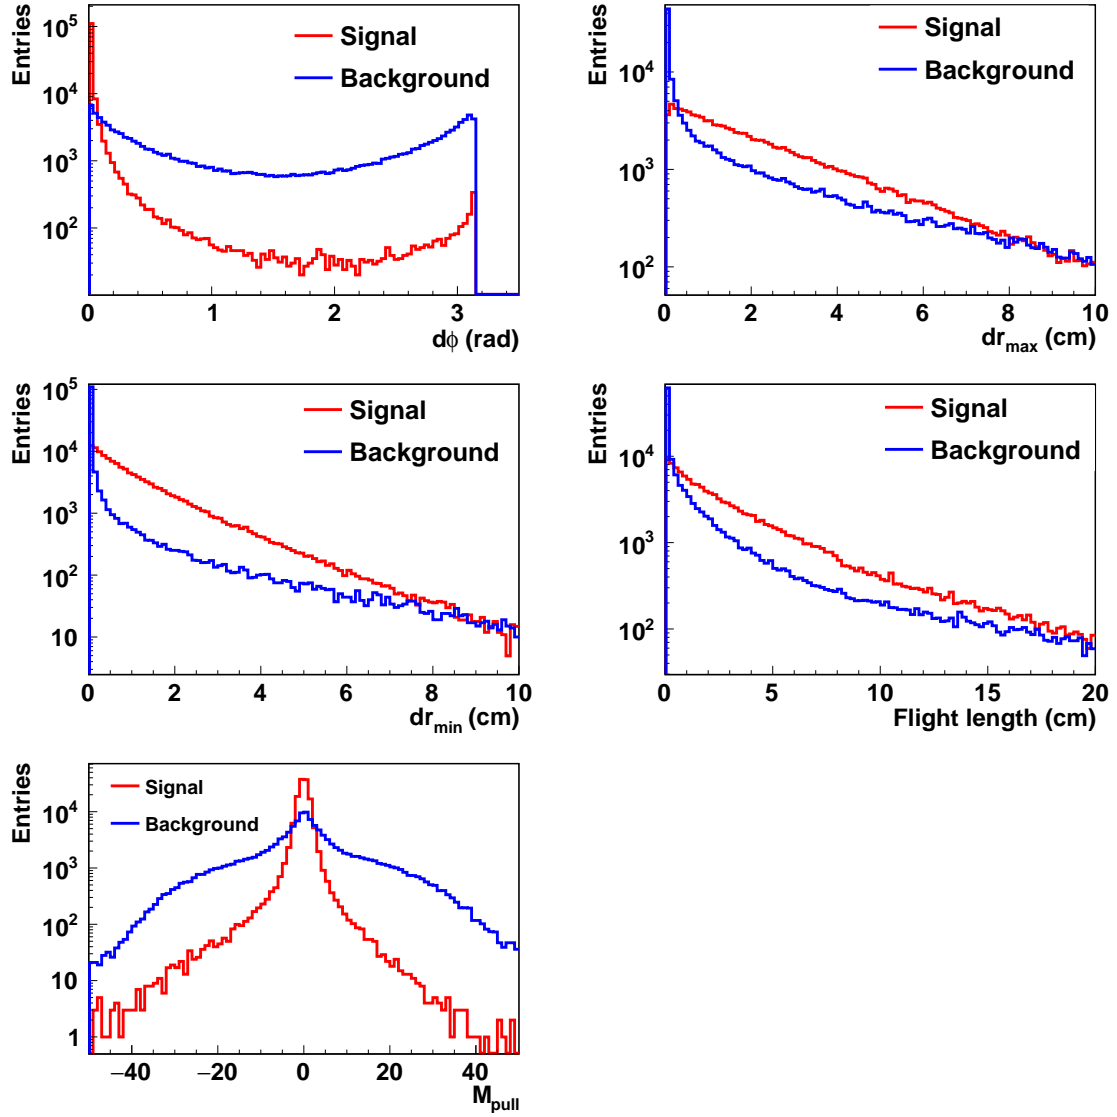 Entries
10^5
10^4
10^3
10^2
Signal
Background
0 1 2 3
dϕ (rad)
Entries
10^4
10^3
10^2
Signal
Background
0 2 4 6 8 10
dr_max (cm)
Entries
10^5
10^4
10^3
10^2
10
Signal
Background
0 2 4 6 8 10
dr_min (cm)
Entries
10^4
10^3
10^2
Signal
Background
0 5 10 15 20
Flight length (cm)
Entries
10^4
10^3
10^2
10
1
Signal
Background
−40 −20 0 20 40
M_pull